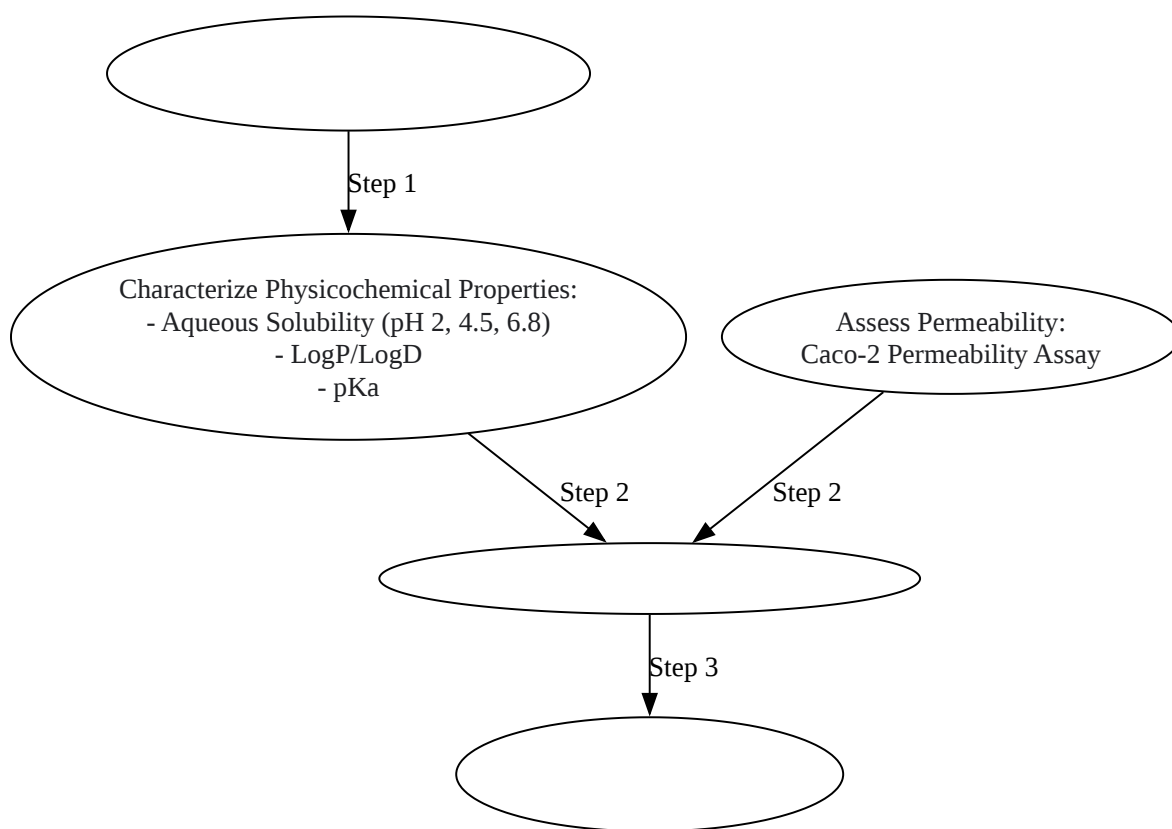 Step 1
Characterize Physicochemical Properties:
- Aqueous Solubility (pH 2, 4.5, 6.8)
- LogP/LogD
- pKa
Assess Permeability:
Caco-2 Permeability Assay
Step 2
Step 2
Step 3